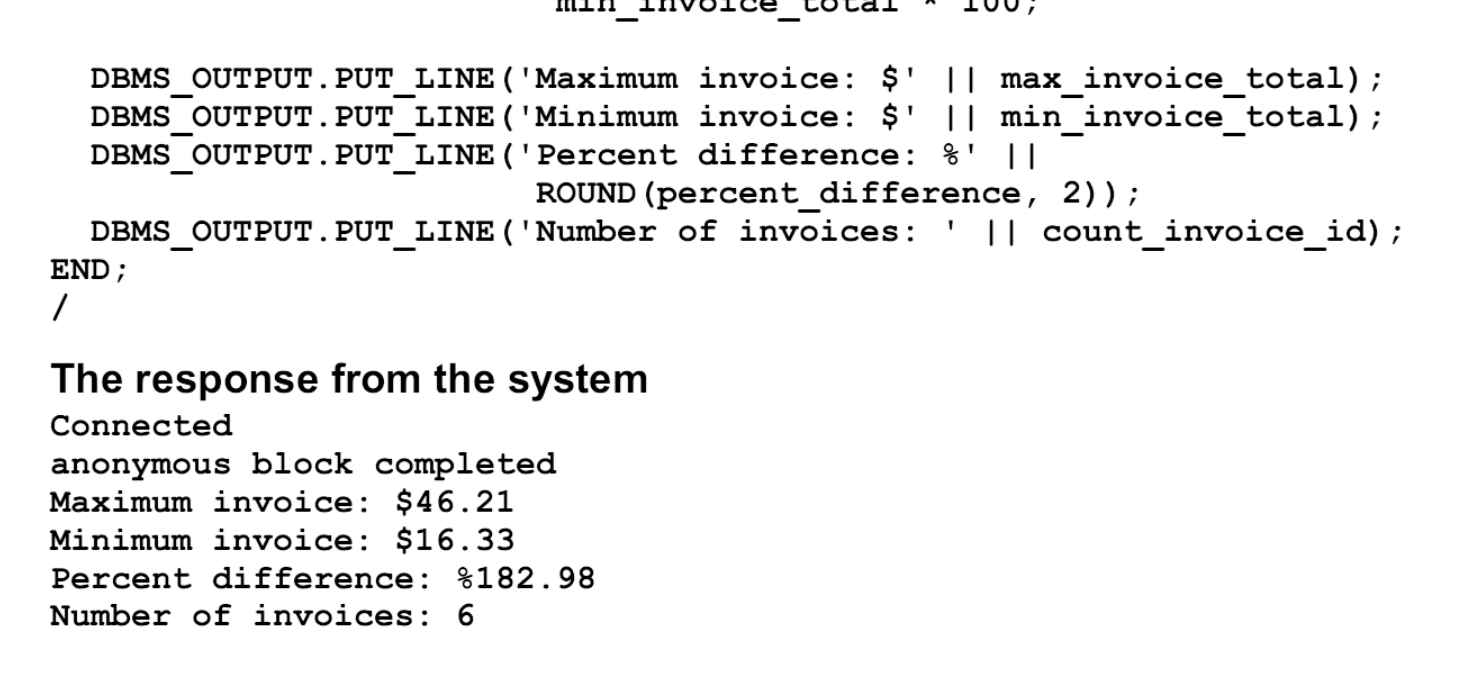 min_invoice_total * 100;
DBMS_OUTPUT.PUT_LINE('Maximum invoice: $' || max_invoice_total);
DBMS_OUTPUT.PUT_LINE('Minimum invoice: $' || min_invoice_total);
DBMS_OUTPUT.PUT_LINE('Percent difference: %' ||
ROUND(percent_difference, 2));
DBMS_OUTPUT.PUT_LINE('Number of invoices: ' || count_invoice_id);
END;
/
The response from the system
Connected
anonymous block completed
Maximum invoice: $46.21
Minimum invoice: $16.33
Percent difference: %182.98
Number of invoices: 6